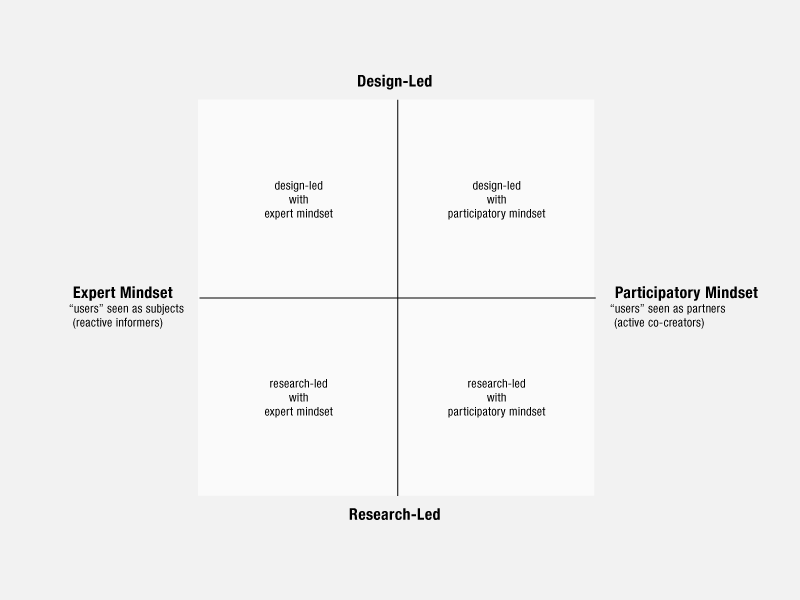 Design-Led
design-led
with
expert mindset
design-led
with
participatory mindset
Expert Mindset
“users” seen as subjects
(reactive informers)
Participatory Mindset
“users” seen as partners
(active co-creators)
research-led
with
expert mindset
research-led
with
participatory mindset
Research-Led